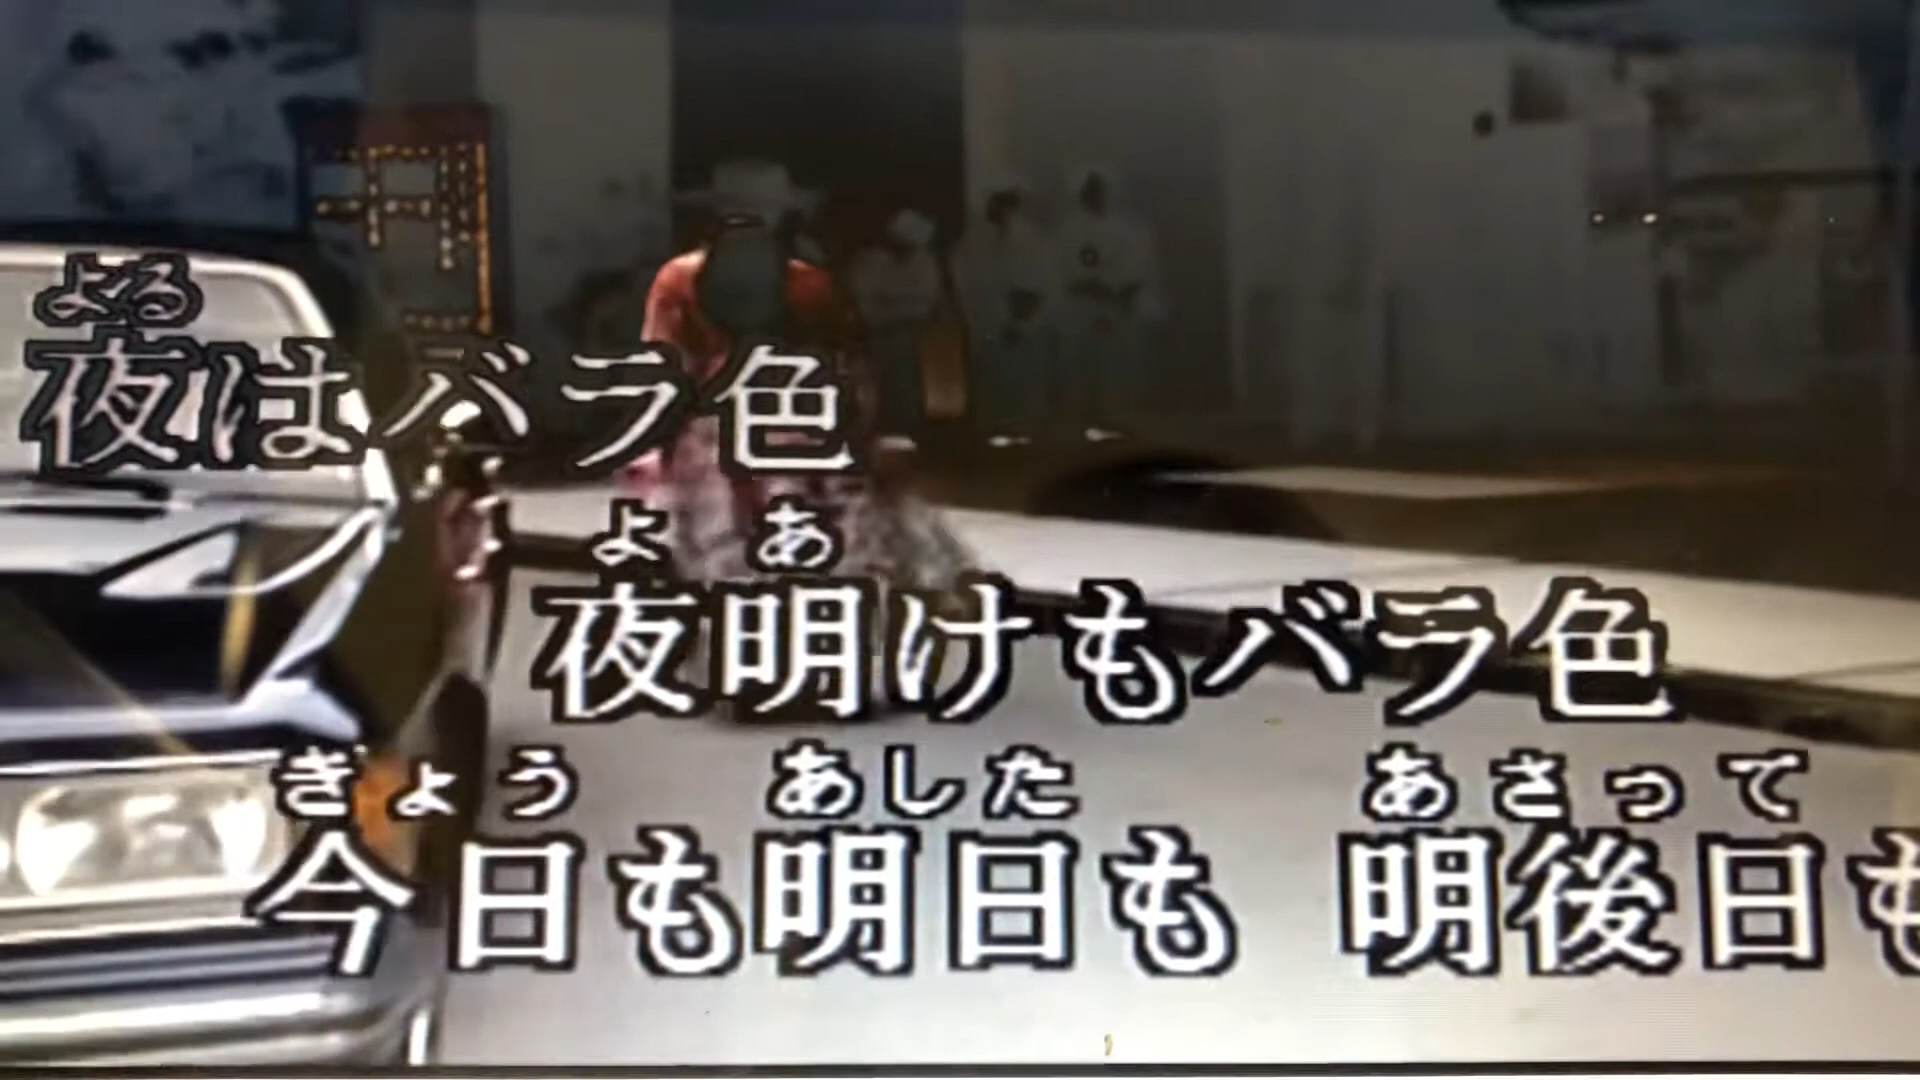 よる
夜はバラ色
よ あ
夜明けもバラ色
きょう あした あさって
今日も明日も 明後日も